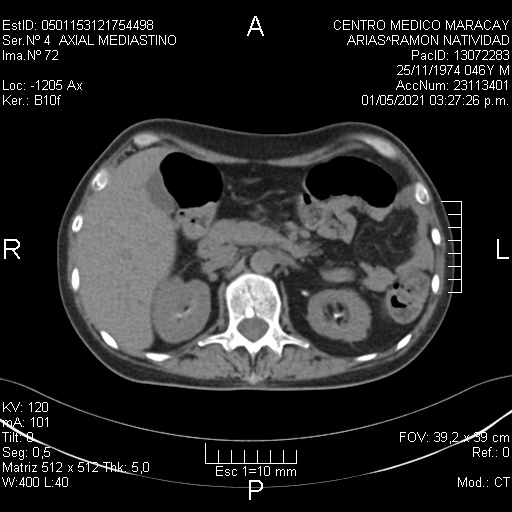 EstID: 0501153121754498
Ser.Nº 4 AXIAL MEDIASTINO
Ima.Nº 72
Loc: -1205 Ax
Ker.: B10f
A
CENTRO MEDICO MARACAY
ARIAS^RAMON NATIVIDAD
PacID: 13072283
25/11/1974 046Y M
AccNum: 23113401
01/05/2021 03:27:26 p.m.
R
L
KV: 120
mA: 101
Tilt: 0
Seg: 0,5
Matriz 512 x 512 Thk: 5,0
W:400 L:40
Esc 1=10 mm
P
FOV: 39,2 x 39 cm
Ref.: 0
Mod.: CT